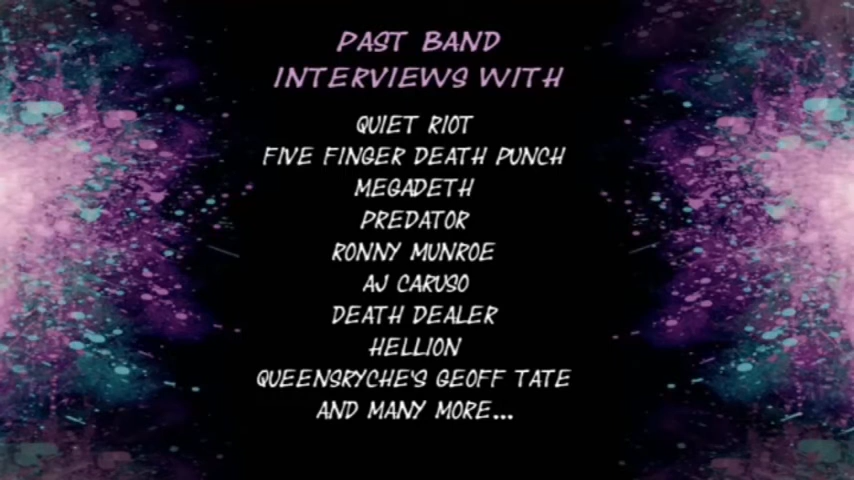 PAST BAND
INTERVIEWS WITH
QUIET RIOT
FIVE FINGER DEATH PUNCH
MEGADETH
PREDATOR
RONNY MUNROE
AJ CARUSO
DEATH DEALER
HELLION
QUEENSRYCHE'S GEOFF TATE
AND MANY MORE...